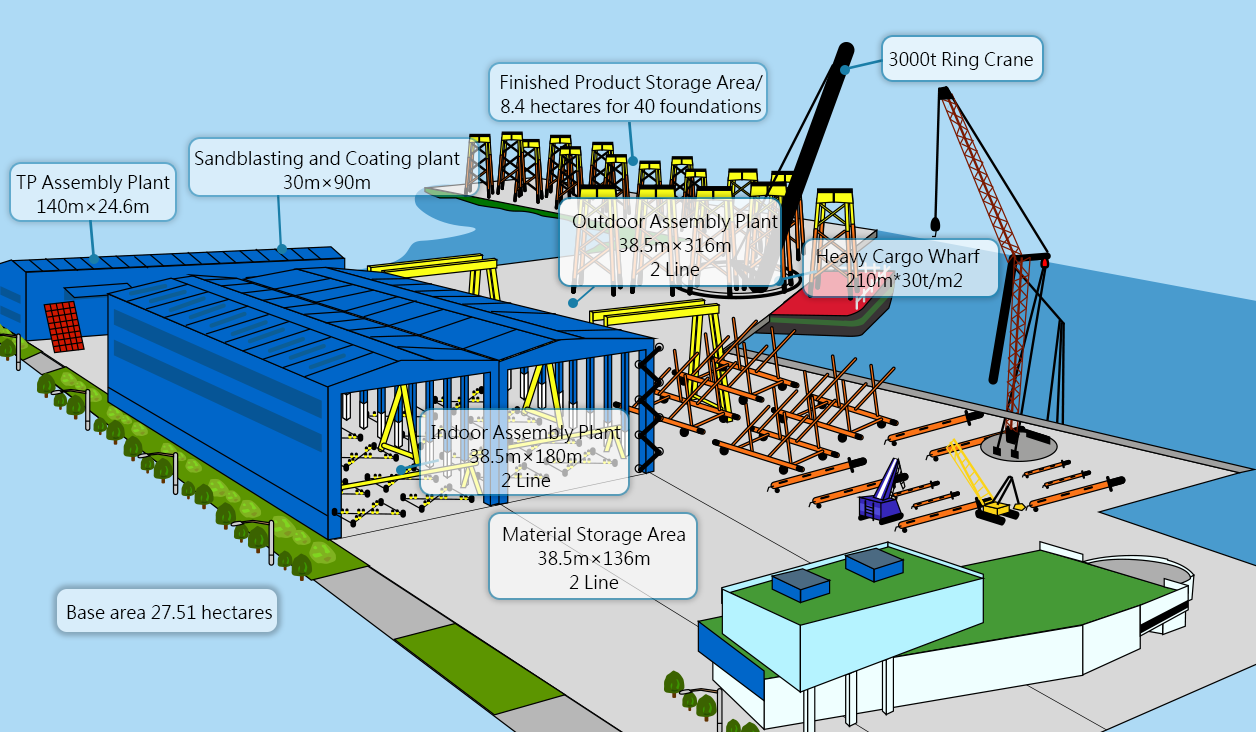 3000t Ring Crane
Finished Product Storage Area/
8.4 hectares for 40 foundations
Sandblasting and Coating plant
30m×90m
TP Assembly Plant
140m×24.6m
Outdoor Assembly Plant
38.5m×316m
2 Line
Heavy Cargo Wharf
210m*30t/m2
Indoor Assembly Plant
38.5m×180m
2 Line
Material Storage Area
38.5m×136m
2 Line
Base area 27.51 hectares